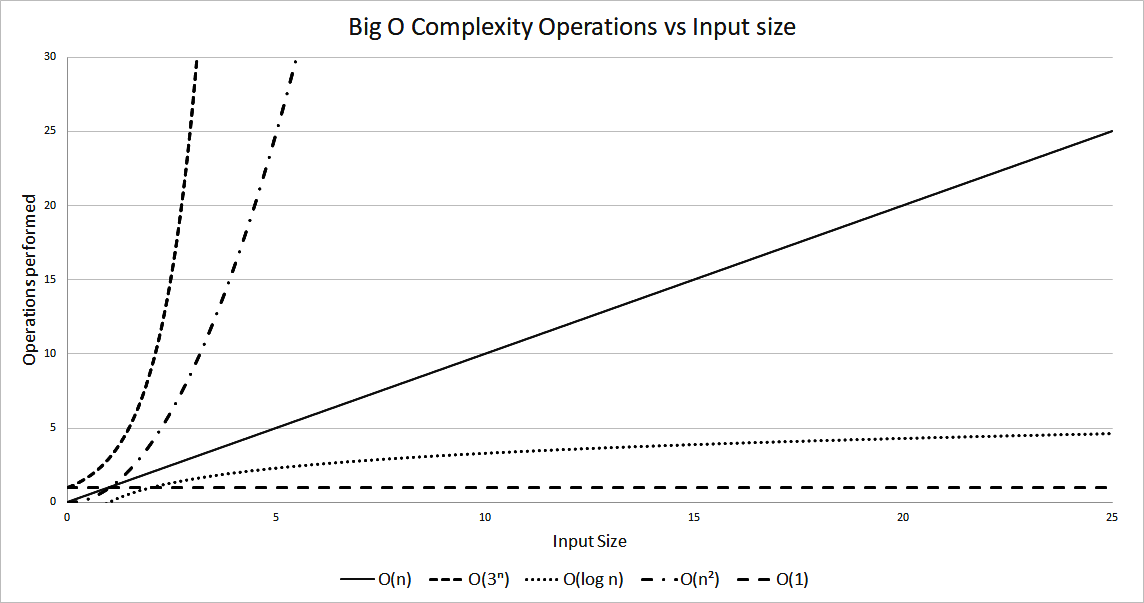 Big O Complexity Operations vs Input size
30
25
20
15
10
5
0
Operations performed
0 5 10 15 20 25
Input Size
O(n) O(3ⁿ) O(log n) O(n²) O(1)